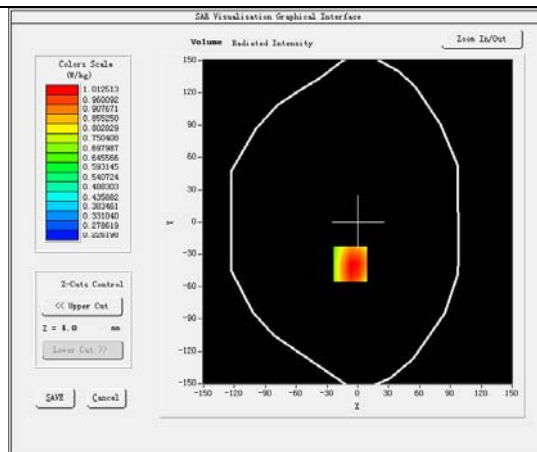 SAR Visualisation Graphical Interface
Volume Radiated Intensity
Zoom In/Out
Colors Scale
(W/kg)
1.012513
0.960092
0.907671
0.855250
0.802829
0.750408
0.697987
0.645566
0.593145
0.540724
0.488303
0.435882
0.383461
0.331040
0.278619
0.226198
Z-Cuts Control
<< Upper Cut
Z = 4.0 mm
Lower Cut >>
SAVE
Cancel
150
120
90
60
30
0
-30
-60
-90
-120
-150
Y
-150 -120 -90 -60 -30 0 30 60 90 120 150
X